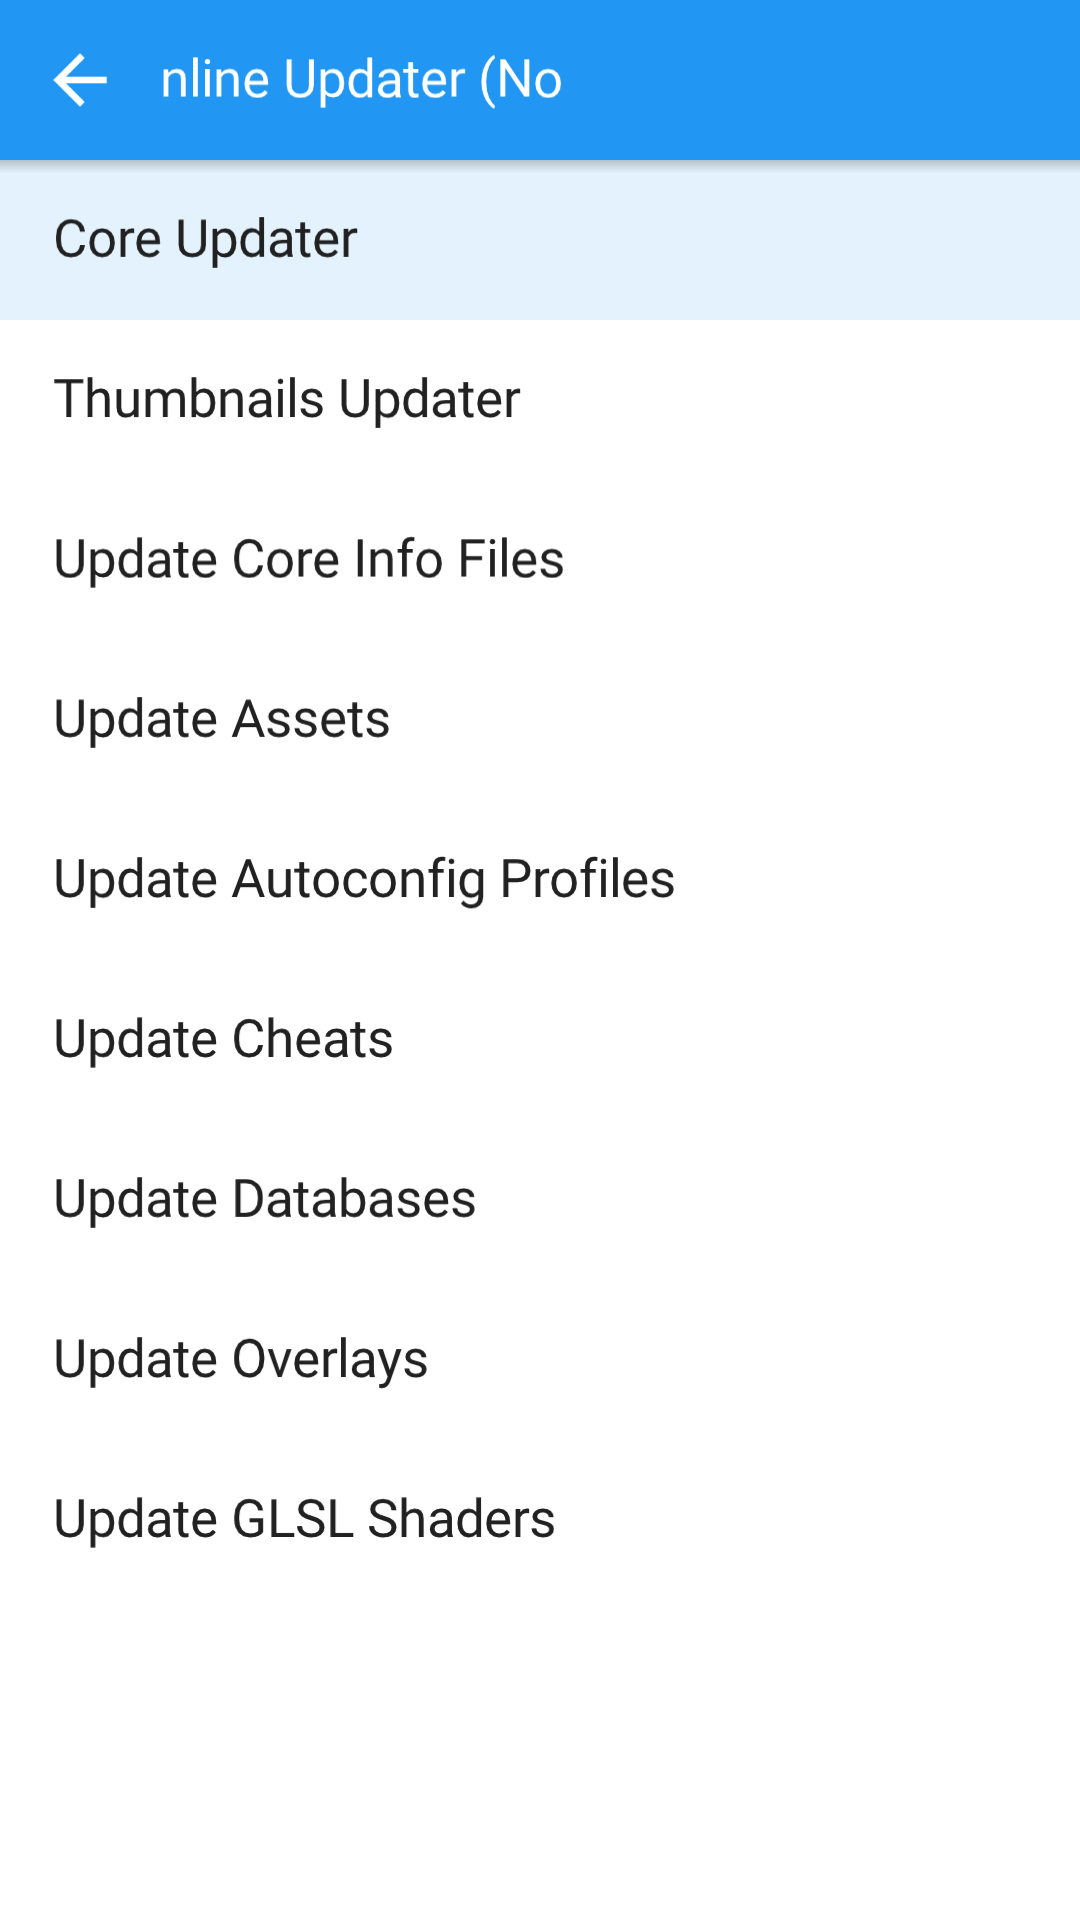 nline Updater (No
Core Updater
Thumbnails Updater
Update Core Info Files
Update Assets
Update Autoconfig Profiles
Update Cheats
Update Databases
Update Overlays
Update GLSL Shaders